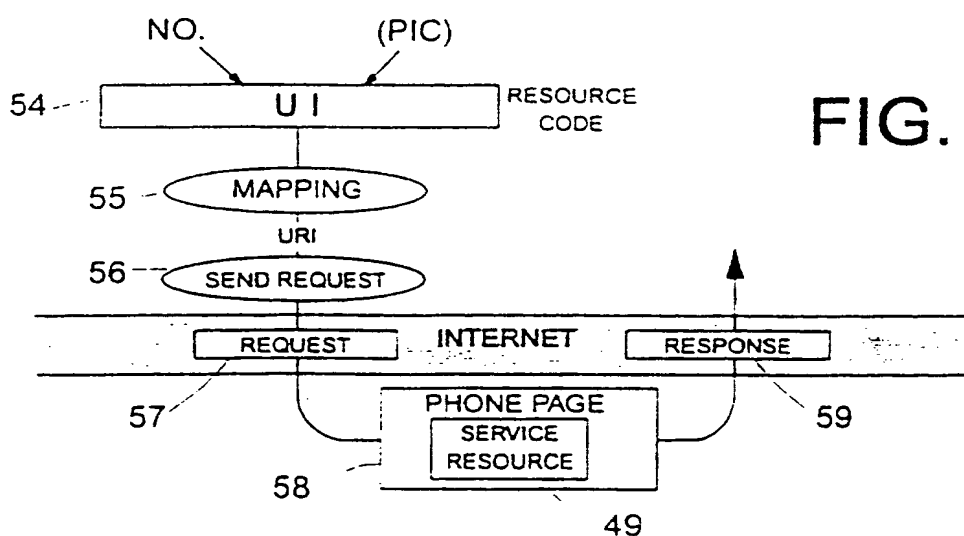 NO.
(PIC)
54
U I
RESOURCE
CODE
FIG.
55
MAPPING
URI
56
SEND REQUEST
REQUEST
INTERNET
RESPONSE
57
59
PHONE PAGE
SERVICE
RESOURCE
58
49